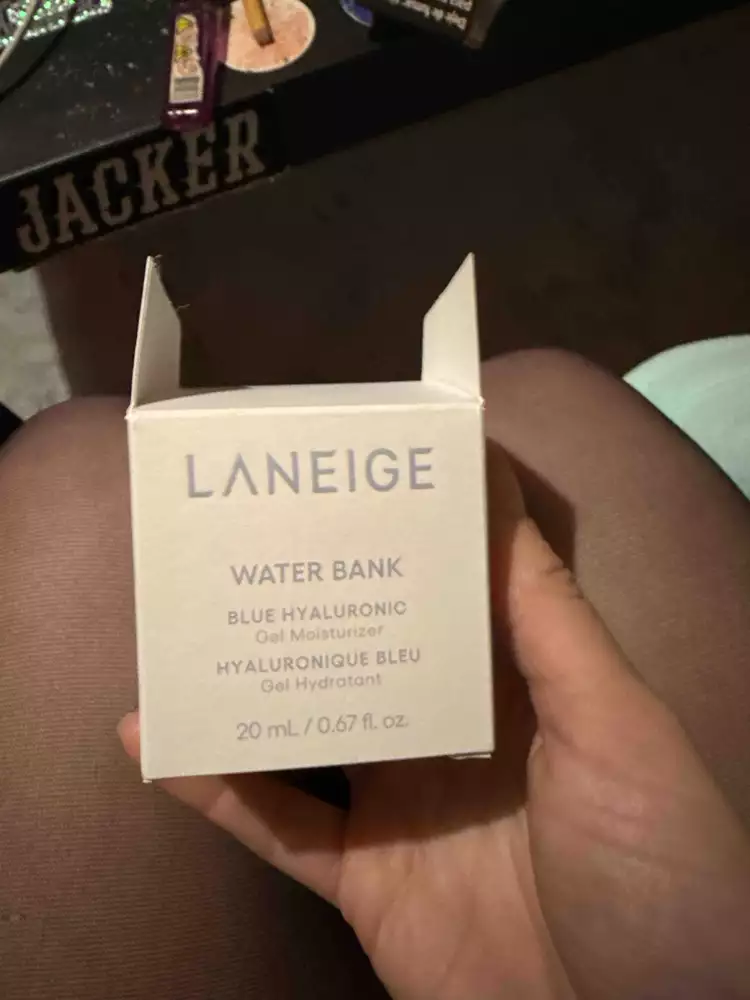 JACKER
LANEIGE
WATER BANK
BLUE HYALURONIC
Gel Moisturizer
HYALURONIQUE BLEU
Gel Hydratant
20 mL / 0.67 fl. oz.